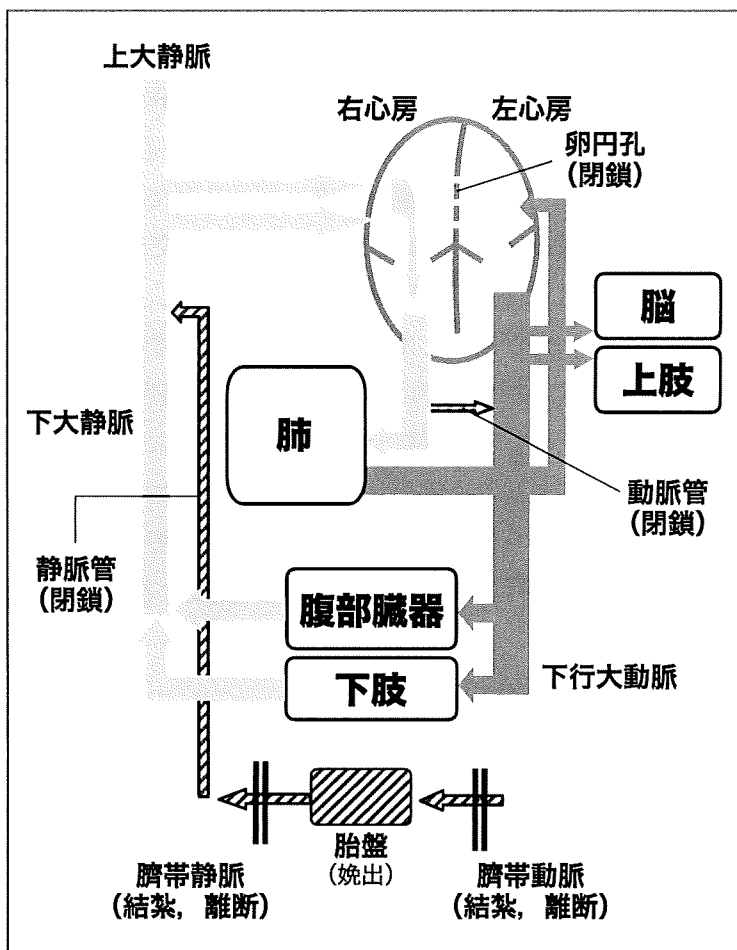 上大静脈
右心房
左心房
卵円孔
(閉鎖)
脳
上肢
肺
下大静脈
動脈管
(閉鎖)
静脈管
(閉鎖)
腹部臓器
下肢
下行大動脈
胎盤
(娩出)
臍帯静脈
(結紮，離断)
臍帯動脈
(結紮，離断)